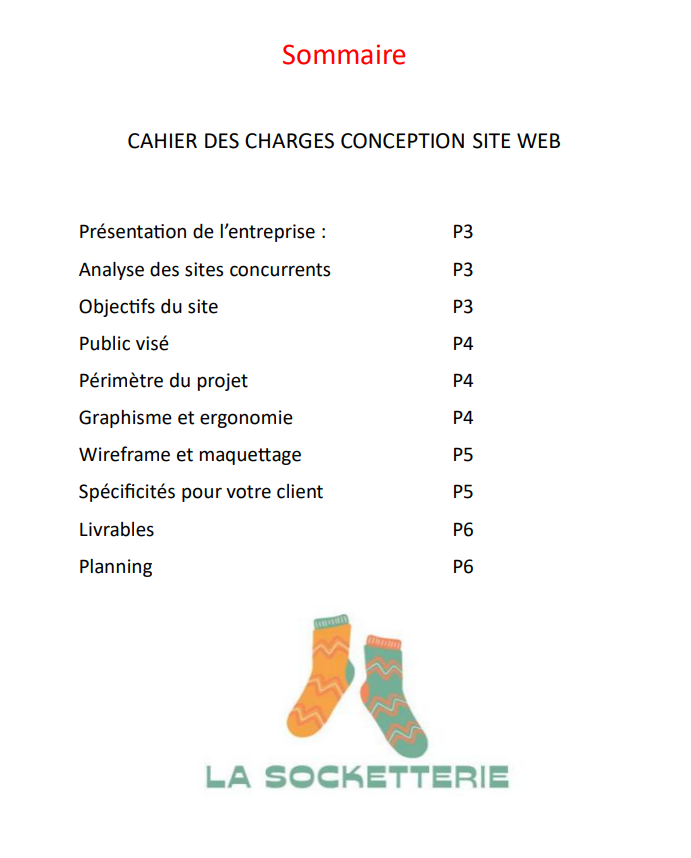 Sommaire
CAHIER DES CHARGES CONCEPTION SITE WEB
Présentation de l’entreprise : P3
Analyse des sites concurrents P3
Objectifs du site P3
Public visé P4
Périmètre du projet P4
Graphisme et ergonomie P4
Wireframe et maquettage P5
Spécificités pour votre client P5
Livrables P6
Planning P6
LA SOCKETTERIE